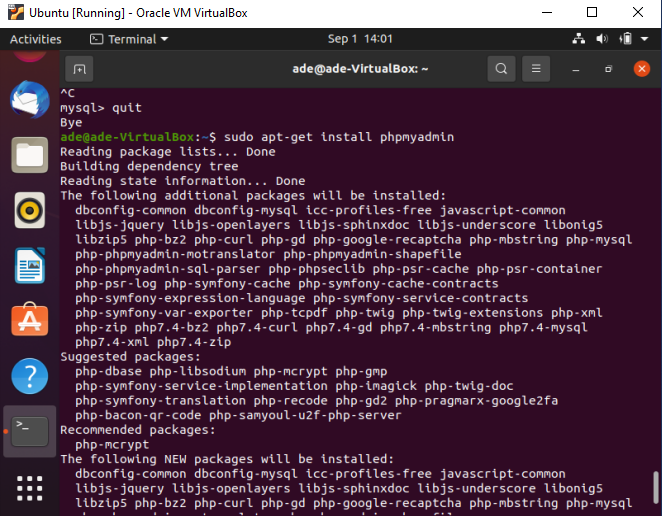 Ubuntu [Running] - Oracle VM VirtualBox
Activities Terminal Sep 1 14:01
ade@ade-VirtualBox: ~
^C
mysql> quit
Bye
ade@ade-VirtualBox:~$ sudo apt-get install phpmyadmin
Reading package lists... Done
Building dependency tree
Reading state information... Done
The following additional packages will be installed:
dbconfig-common dbconfig-mysql icc-profiles-free javascript-common
libjs-jquery libjs-openlayers libjs-sphinxdoc libjs-underscore libonig5
libzip5 php-bz2 php-curl php-gd php-google-recaptcha php-mbstring php-mysql
php-phpmyadmin-motranslator php-phpmyadmin-shapefile
php-phpmyadmin-sql-parser php-phpseclib php-psr-cache php-psr-container
php-psr-log php-symfony-cache php-symfony-cache-contracts
php-symfony-expression-language php-symfony-service-contracts
php-symfony-var-exporter php-tcpdf php-twig php-twig-extensions php-xml
php-zip php7.4-bz2 php7.4-curl php7.4-gd php7.4-mbstring php7.4-mysql
php7.4-xml php7.4-zip
Suggested packages:
php-dbase php-libsodium php-mcrypt php-gmp
php-symfony-service-implementation php-imagick php-twig-doc
php-symfony-translation php-recode php-gd2 php-pragmarx-google2fa
php-bacon-qr-code php-samyoul-u2f-php-server
Recommended packages:
php-mcrypt
The following NEW packages will be installed:
dbconfig-common dbconfig-mysql icc-profiles-free javascript-common
libjs-jquery libjs-openlayers libjs-sphinxdoc libjs-underscore libonig5
libzip5 php-bz2 php-curl php-gd php-google-recaptcha php-mbstring php-mysql